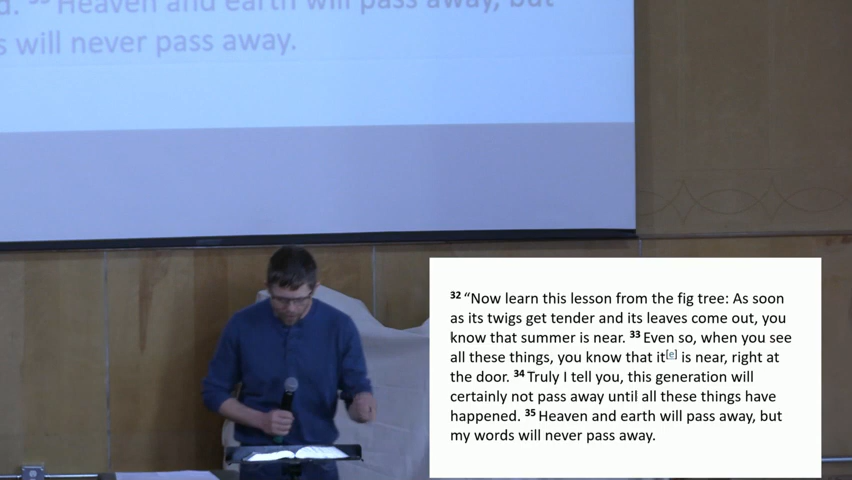 d. 35 Heaven and earth will pass away, but
s will never pass away.
32 “Now learn this lesson from the fig tree: As soon
as its twigs get tender and its leaves come out, you
know that summer is near. 33 Even so, when you see
all these things, you know that it[e] is near, right at
the door. 34 Truly I tell you, this generation will
certainly not pass away until all these things have
happened. 35 Heaven and earth will pass away, but
my words will never pass away.